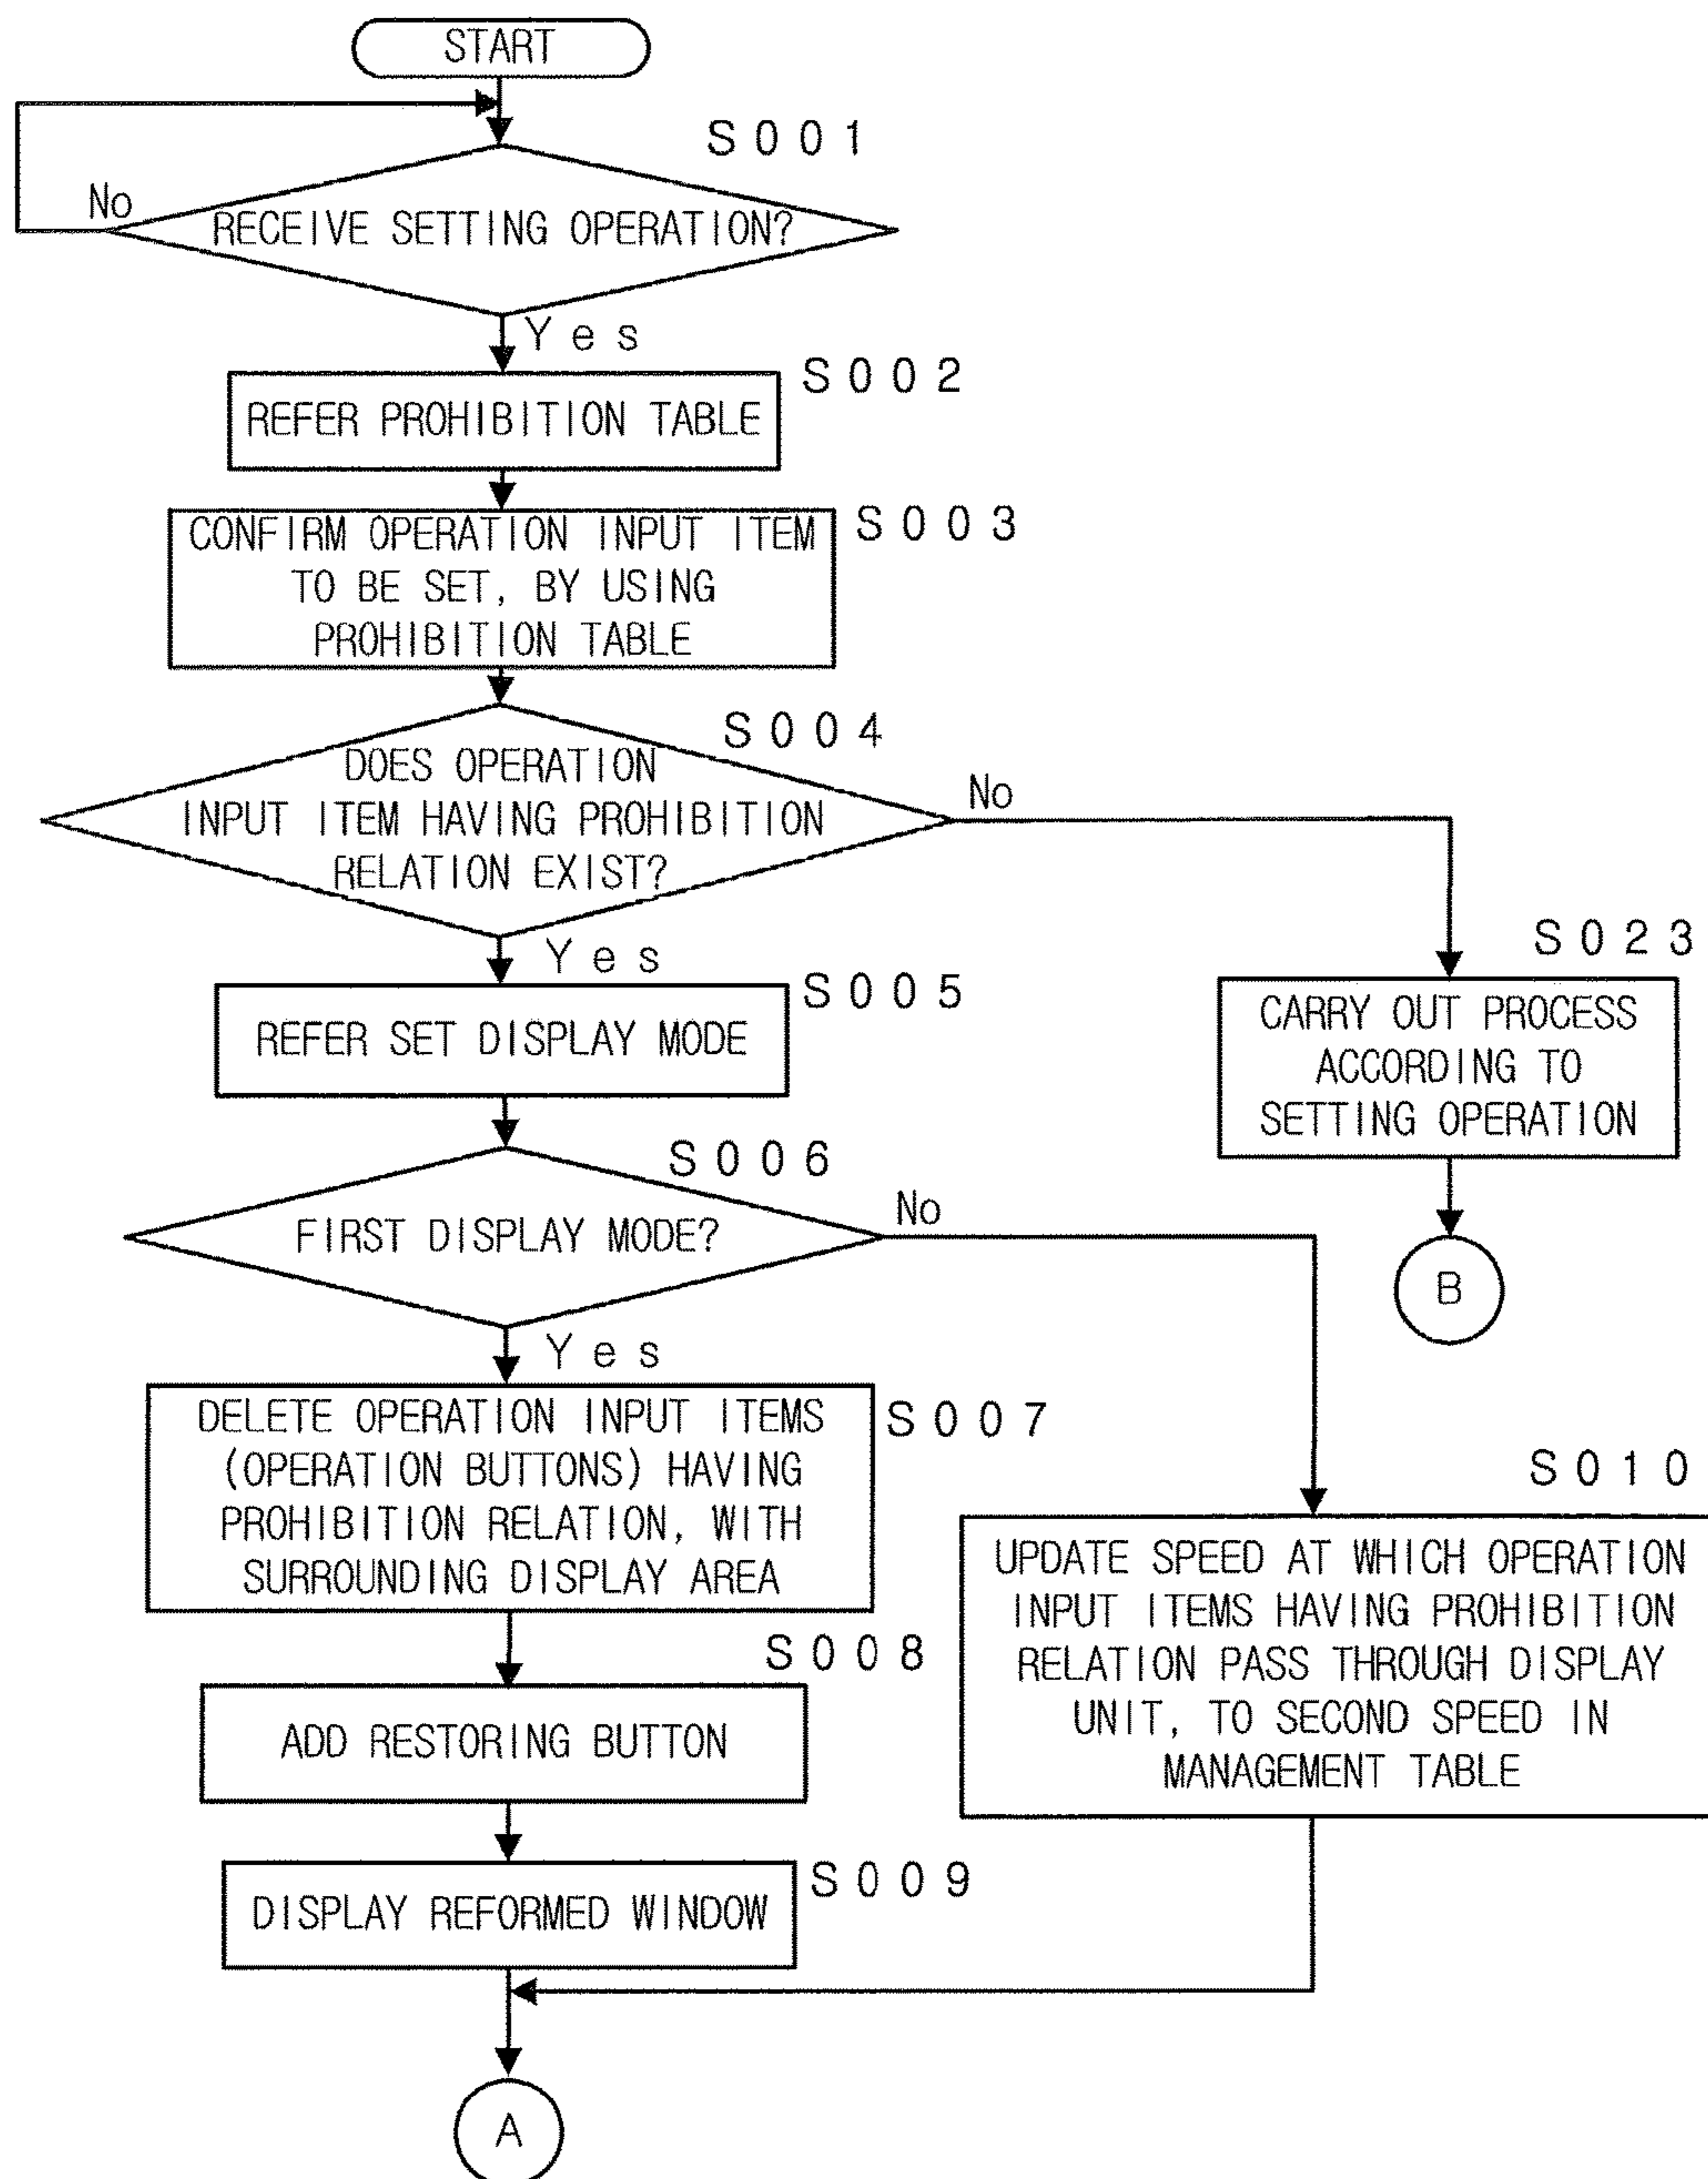 START
S001
No
RECEIVE SETTING OPERATION?
Yes
S002
REFER PROHIBITION TABLE
S003
CONFIRM OPERATION INPUT ITEM
TO BE SET, BY USING
PROHIBITION TABLE
S004
DOES OPERATION
INPUT ITEM HAVING PROHIBITION
RELATION EXIST?
No
Yes
S023
CARRY OUT PROCESS
ACCORDING TO
SETTING OPERATION
B
S005
REFER SET DISPLAY MODE
S006
FIRST DISPLAY MODE?
No
Yes
S007
DELETE OPERATION INPUT ITEMS
(OPERATION BUTTONS) HAVING
PROHIBITION RELATION, WITH
SURROUNDING DISPLAY AREA
S010
UPDATE SPEED AT WHICH OPERATION
INPUT ITEMS HAVING PROHIBITION
RELATION PASS THROUGH DISPLAY
UNIT, TO SECOND SPEED IN
MANAGEMENT TABLE
S008
ADD RESTORING BUTTON
S009
DISPLAY REFORMED WINDOW
A